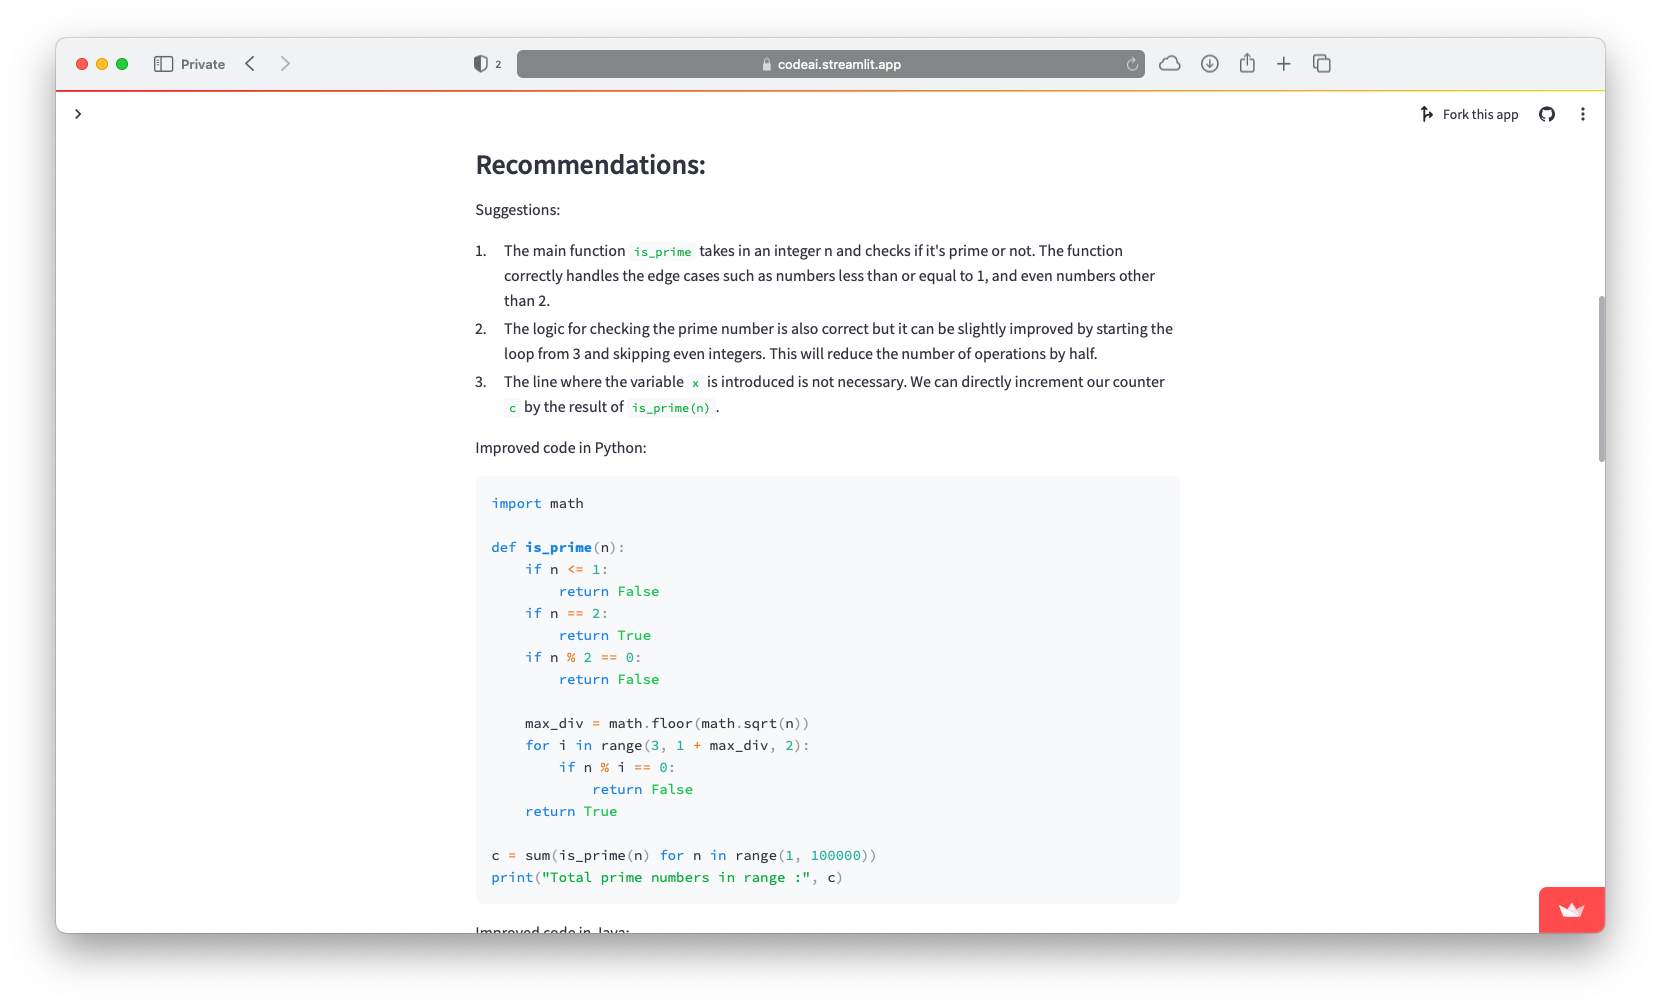 Private
2
codeai.streamlit.app
Fork this app
Recommendations:
Suggestions:
1. The main function is_prime takes in an integer n and checks if it's prime or not. The function
correctly handles the edge cases such as numbers less than or equal to 1, and even numbers other
than 2.
2. The logic for checking the prime number is also correct but it can be slightly improved by starting the
loop from 3 and skipping even integers. This will reduce the number of operations by half.
3. The line where the variable x is introduced is not necessary. We can directly increment our counter
c by the result of is_prime(n) .
Improved code in Python:
import math
def is_prime(n):
    if n <= 1:
        return False
    if n == 2:
        return True
    if n % 2 == 0:
        return False
    max_div = math.floor(math.sqrt(n))
    for i in range(3, 1 + max_div, 2):
        if n % i == 0:
            return False
    return True
c = sum(is_prime(n) for n in range(1, 100000))
print("Total prime numbers in range :", c)
Improved code in Java: